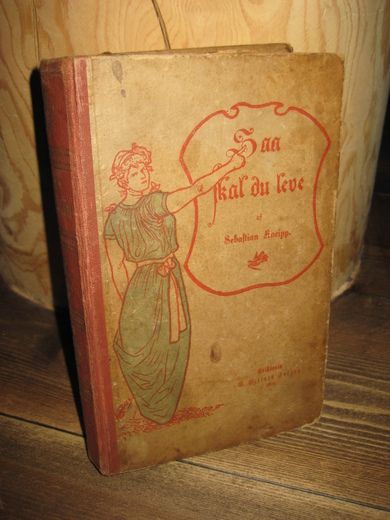 Saa
skal du leve
af
Sebastian Kneipp.